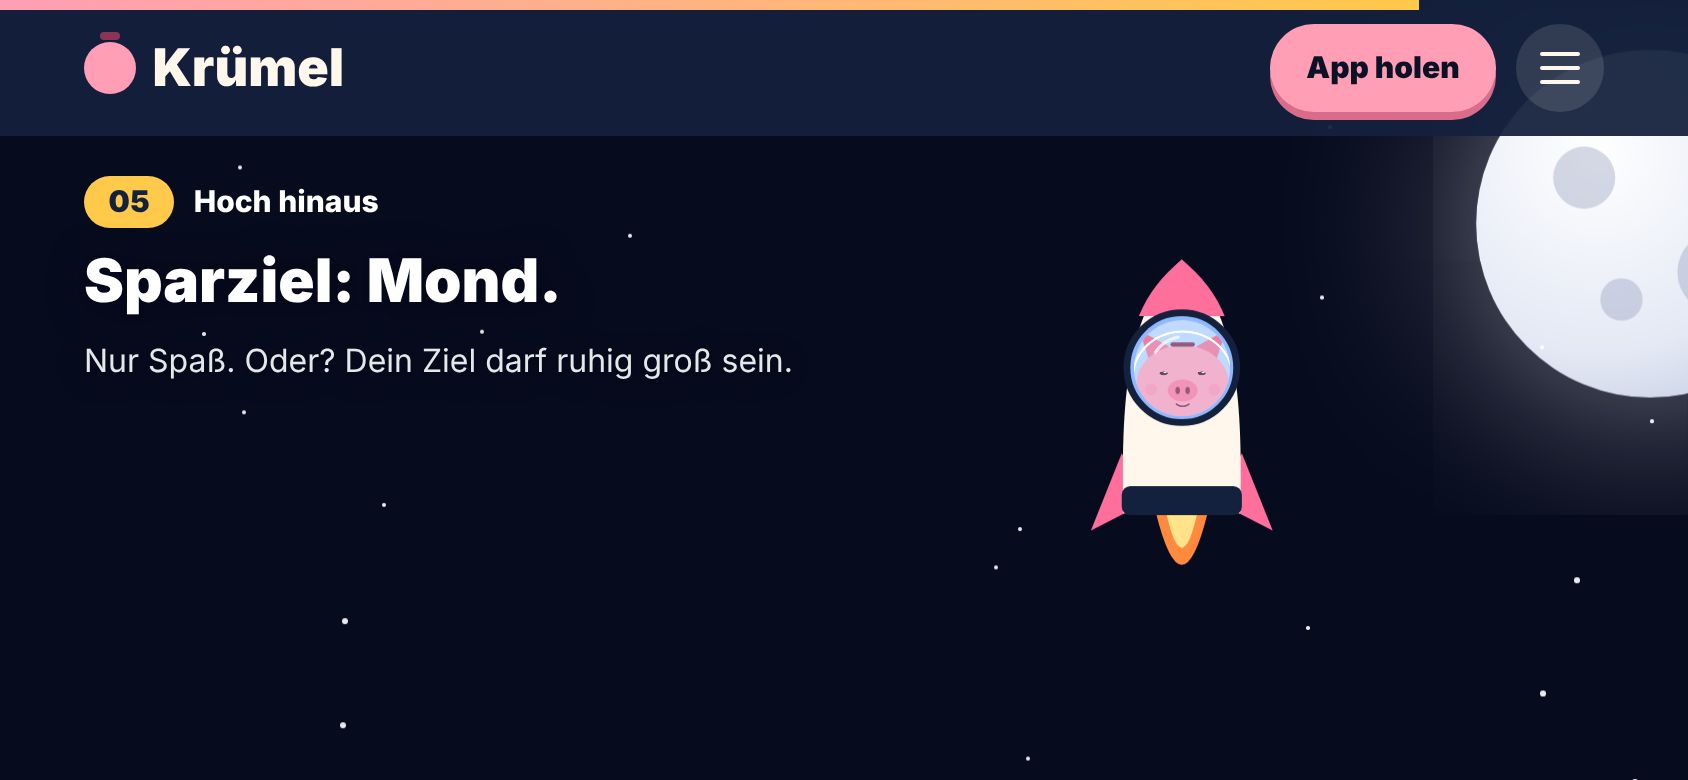 Krümel
App holen
05 Hoch hinaus
Sparziel: Mond.
Nur Spaß. Oder? Dein Ziel darf ruhig groß sein.